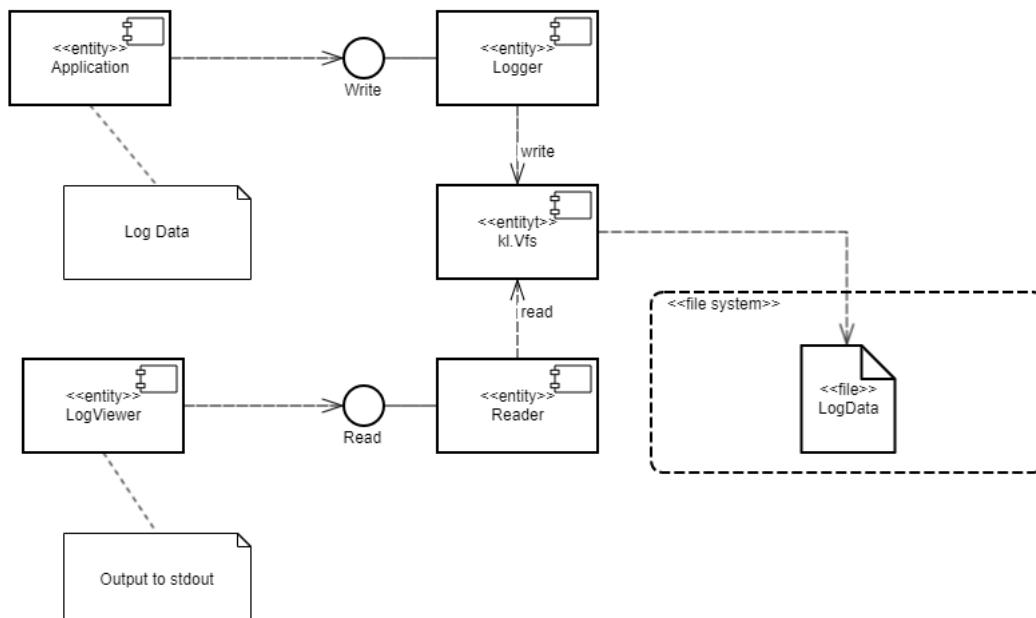 <<entity>>
Application
Write
<<entity>>
Logger
write
Log Data
<<entityt>>
kl.Vfs
read
<<file system>>
<<file>>
LogData
<<entity>>
LogViewer
Read
<<entity>>
Reader
Output to stdout